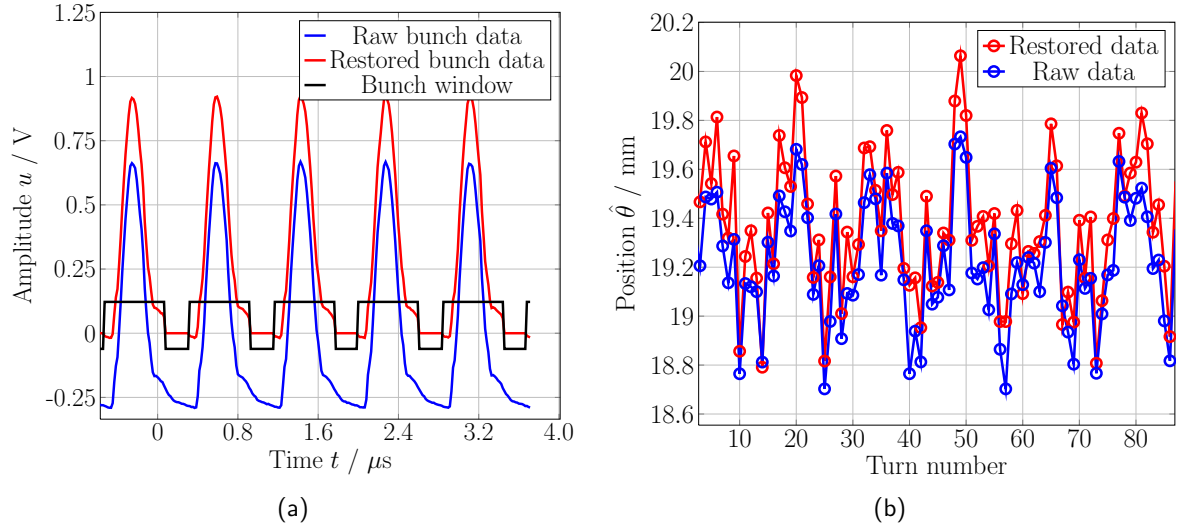 1.25
1
0.75
0.5
0.25
0
-0.25
Amplitude u / V
Raw bunch data
Restored bunch data
Bunch window
0 0.8 1.6 2.4 3.2 4.0
Time t / μs
(a)
20.2
20
19.8
19.6
19.4
19.2
19
18.8
18.6
Position θ̂ / mm
Restored data
Raw data
10 20 30 40 50 60 70 80
Turn number
(b)